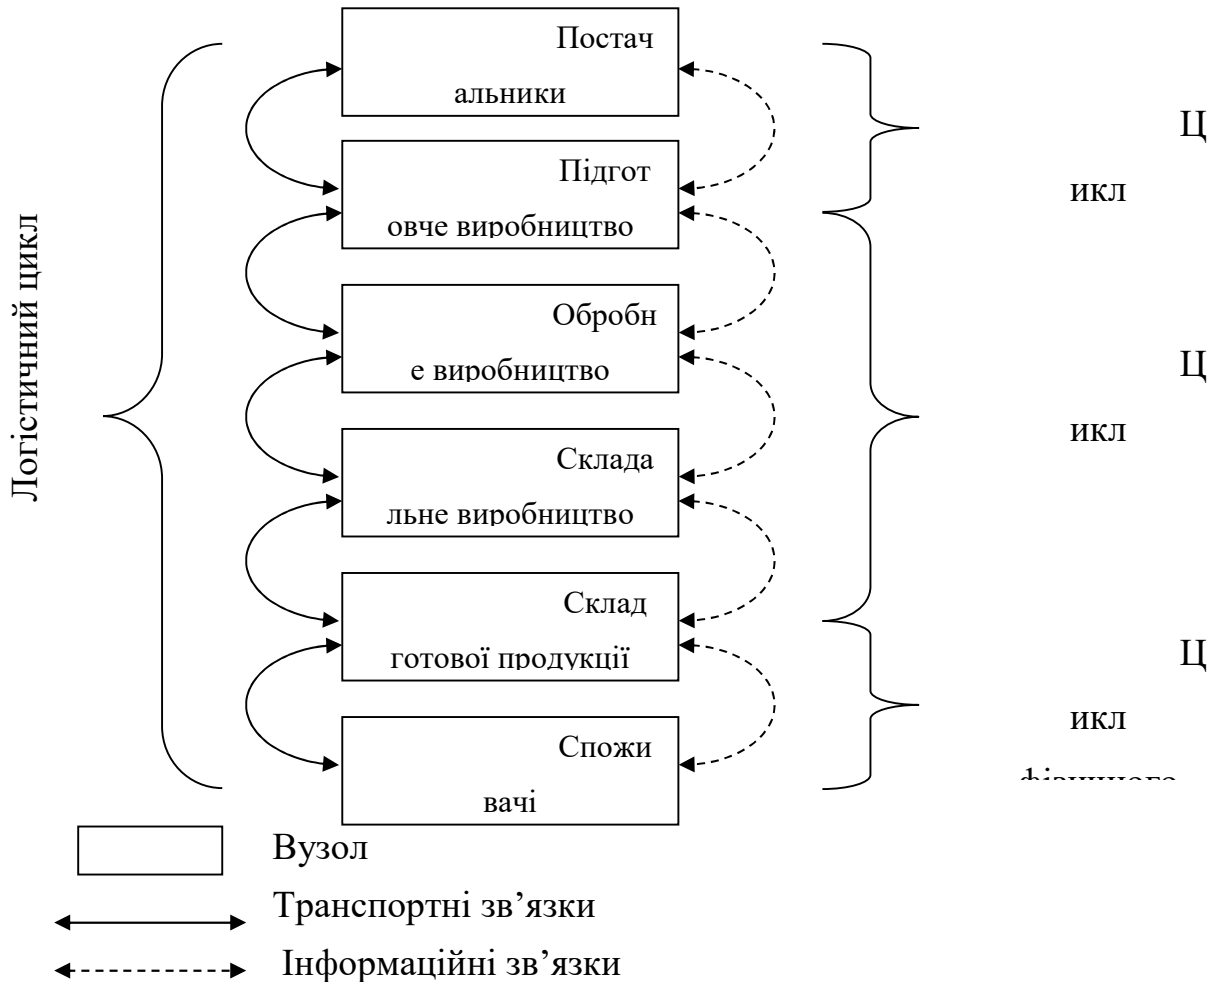 Постач
альники
Ц
икл
Підгот
овче виробництво
Логістичний цикл
Обробн
е виробництво
Ц
икл
Склада
льне виробництво
Склад
готової продукції
Ц
икл
Спожи
вачі
Вузол
Транспортні зв’язки
Інформаційні зв’язки